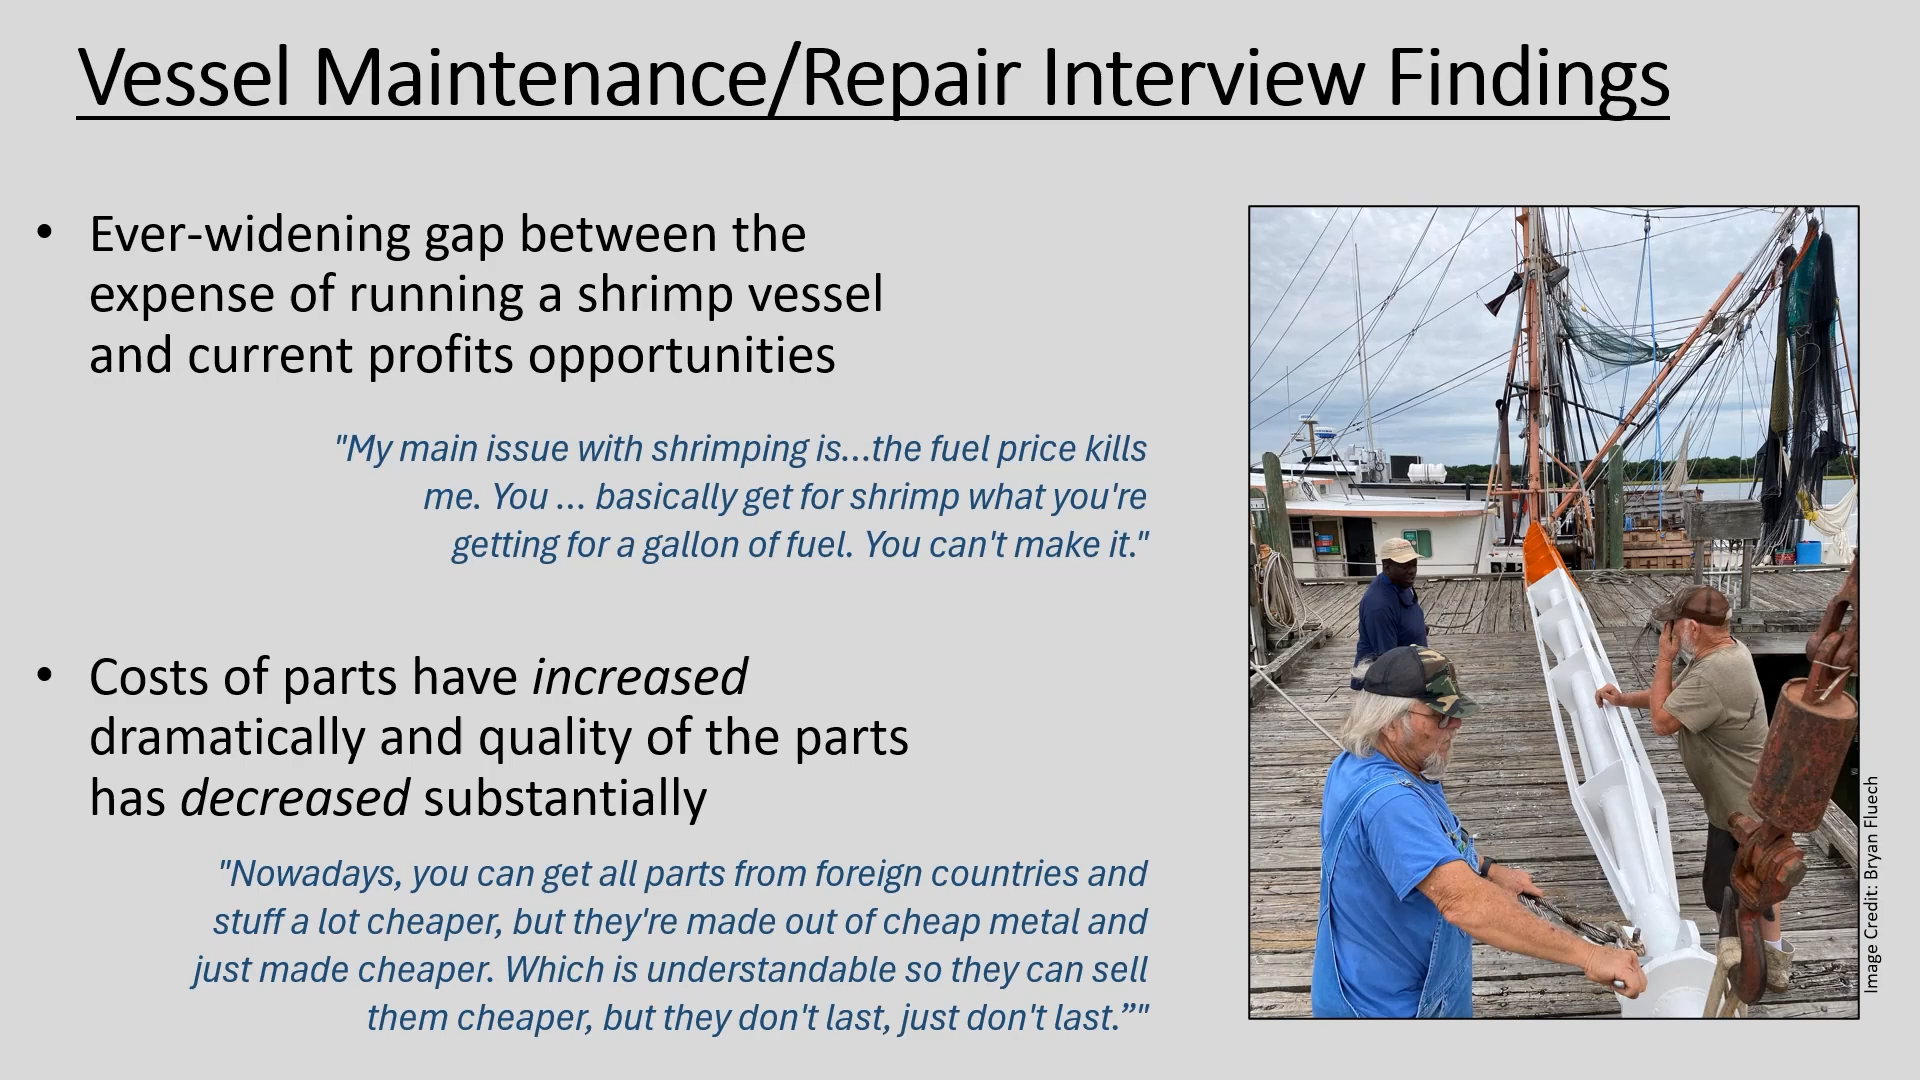 Vessel Maintenance/Repair Interview Findings
• Ever-widening gap between the
expense of running a shrimp vessel
and current profits opportunities
"My main issue with shrimping is...the fuel price kills
me. You ... basically get for shrimp what you're
getting for a gallon of fuel. You can't make it."
• Costs of parts have increased
dramatically and quality of the parts
has decreased substantially
"Nowadays, you can get all parts from foreign countries and
stuff a lot cheaper, but they're made out of cheap metal and
just made cheaper. Which is understandable so they can sell
them cheaper, but they don't last, just don't last.”"
Image Credit: Bryan Fluech